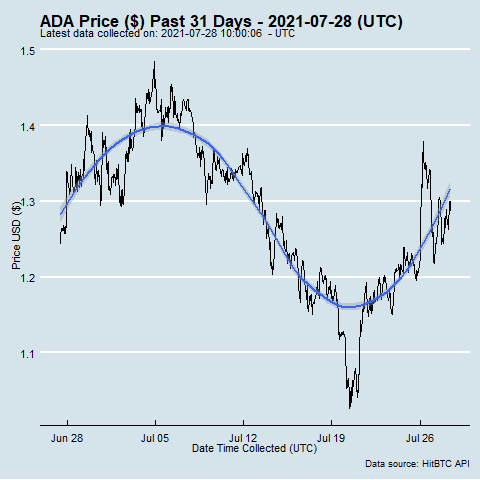 ADA Price ($) Past 31 Days - 2021-07-28 (UTC)
Latest data collected on: 2021-07-28 10:00:06 - UTC
1.5
1.4
1.3
1.2
1.1
Price USD ($)
Jun 28
Jul 05
Jul 12
Jul 19
Jul 26
Date Time Collected (UTC)
Data source: HitBTC API